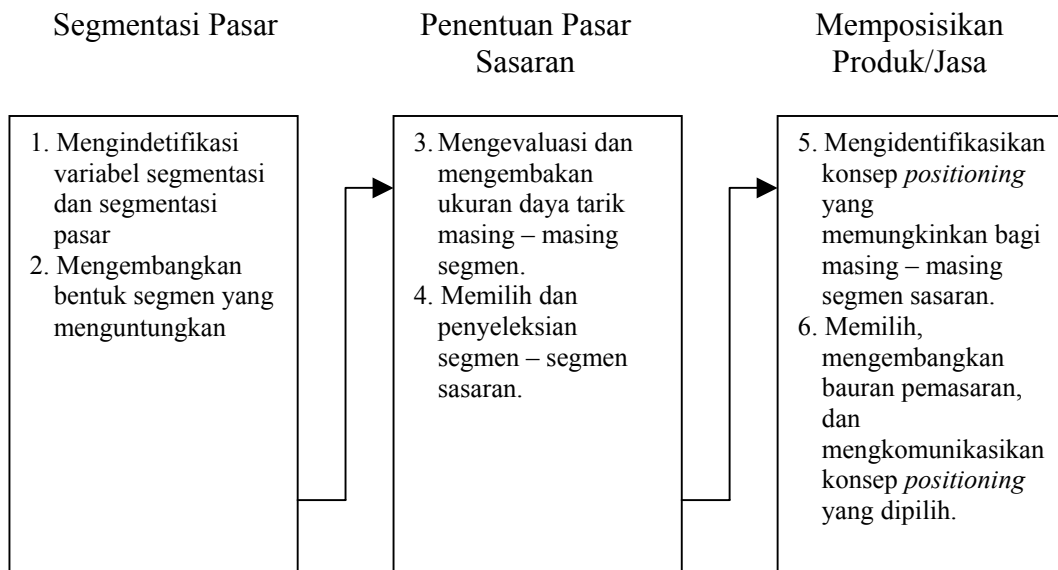 Segmentasi Pasar
Penentuan Pasar
Sasaran
Memposisikan
Produk/Jasa
1. Mengindetifikasi
variabel segmentasi
dan segmentasi
pasar
2. Mengembangkan
bentuk segmen yang
menguntungkan
3. Mengevaluasi dan
mengembakan
ukuran daya tarik
masing – masing
segmen.
4. Memilih dan
penyeleksian
segmen – segmen
sasaran.
5. Mengidentifikasikan
konsep positioning
yang
memungkinkan bagi
masing – masing
segmen sasaran.
6. Memilih,
mengembangkan
bauran pemasaran,
dan
mengkomunikasikan
konsep positioning
yang dipilih.